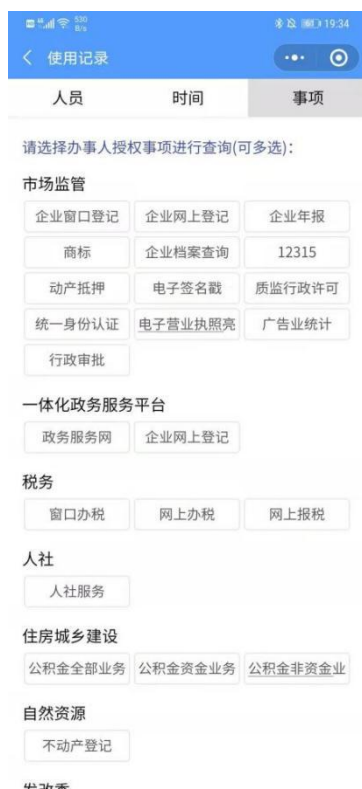 530
B/s
19:34
使用记录
人员 时间 事项
请选择办事人授权事项进行查询(可多选):
市场监管
企业窗口登记 企业网上登记 企业年报
商标 企业档案查询 12315
动产抵押 电子签名戳 质监行政许可
统一身份认证 电子营业执照亮 广告业统计
行政审批
一体化政务服务平台
政务服务网 企业网上登记
税务
窗口办税 网上办税 网上报税
人社
人社服务
住房城乡建设
公积金全部业务 公积金资金业务 公积金非资金业
自然资源
不动产登记
发改委